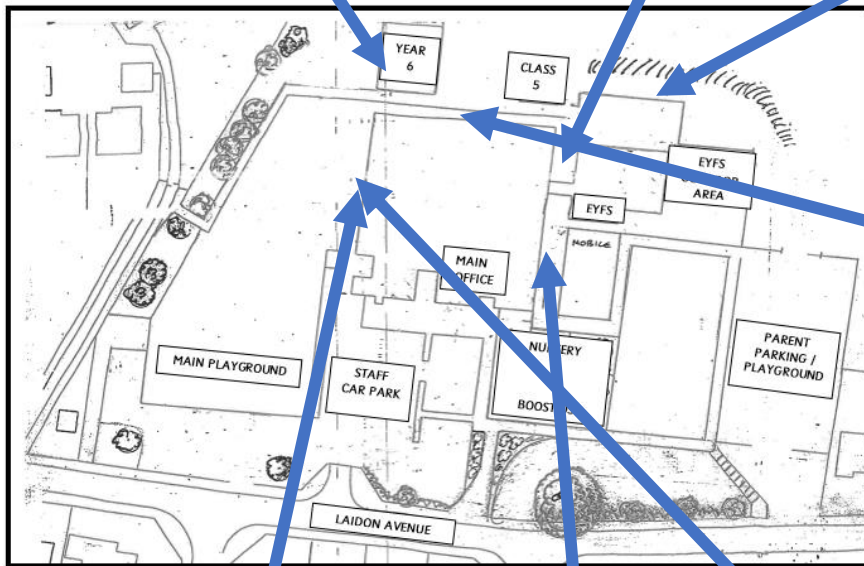 YEAR
6
CLASS
5
EYFS
AREA
EYFS
MOBILE
MAIN
OFFICE
NURSERY
MAIN PLAYGROUND
STAFF
CAR PARK
PARENT
PARKING /
PLAYGROUND
LAIDON AVENUE